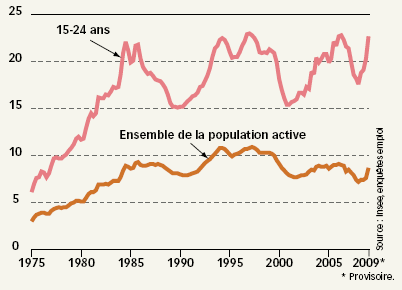 25
15-24 ans
20
15
Ensemble de la population active
10
5
0
1975 1980 1985 1990 1995 2000 2005 2009*
* Provisoire.
Source : Insee, enquêtes emploi